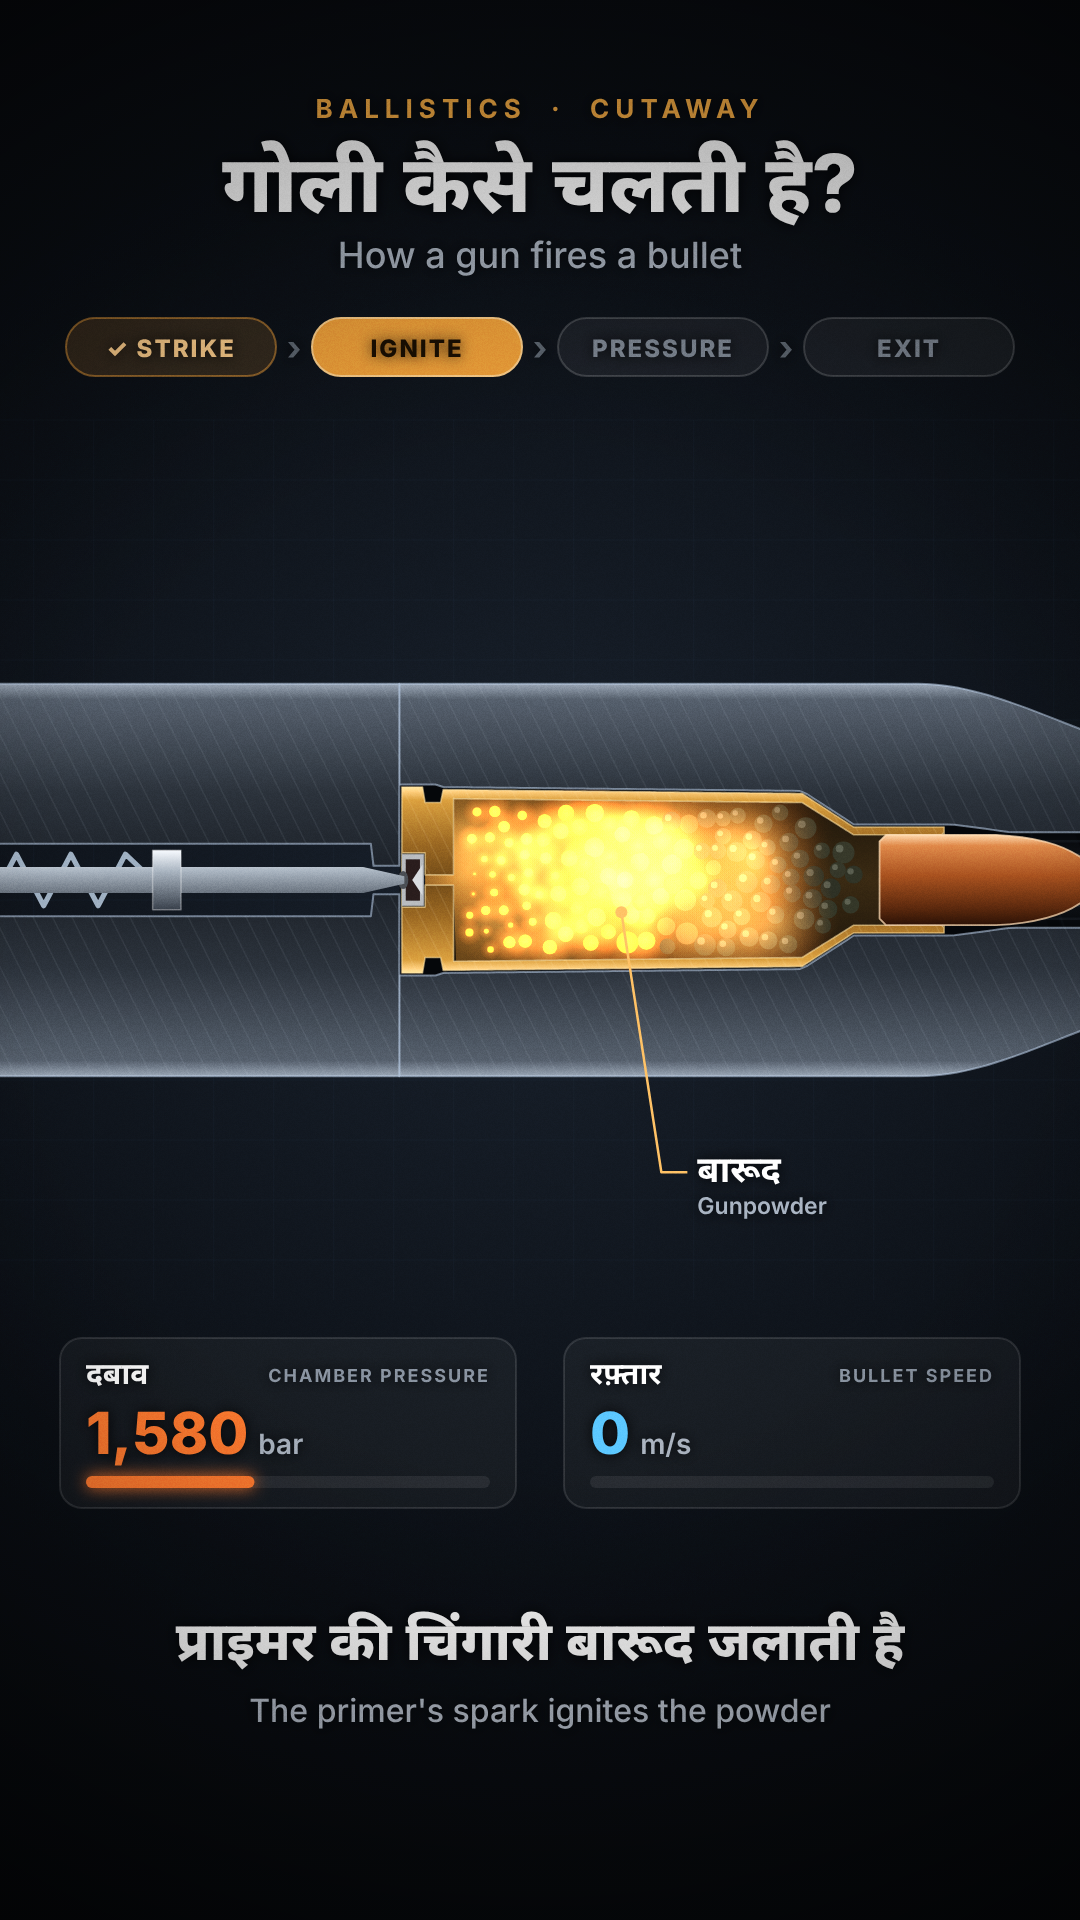 BALLISTICS · CUTAWAY
गोली कैसे चलती है?
How a gun fires a bullet
✓ STRIKE › IGNITE › PRESSURE › EXIT
बारूद
Gunpowder
दबाव CHAMBER PRESSURE
1,580 bar
रफ़्तार BULLET SPEED
0 m/s
प्राइमर की चिंगारी बारूद जलाती है
The primer's spark ignites the powder